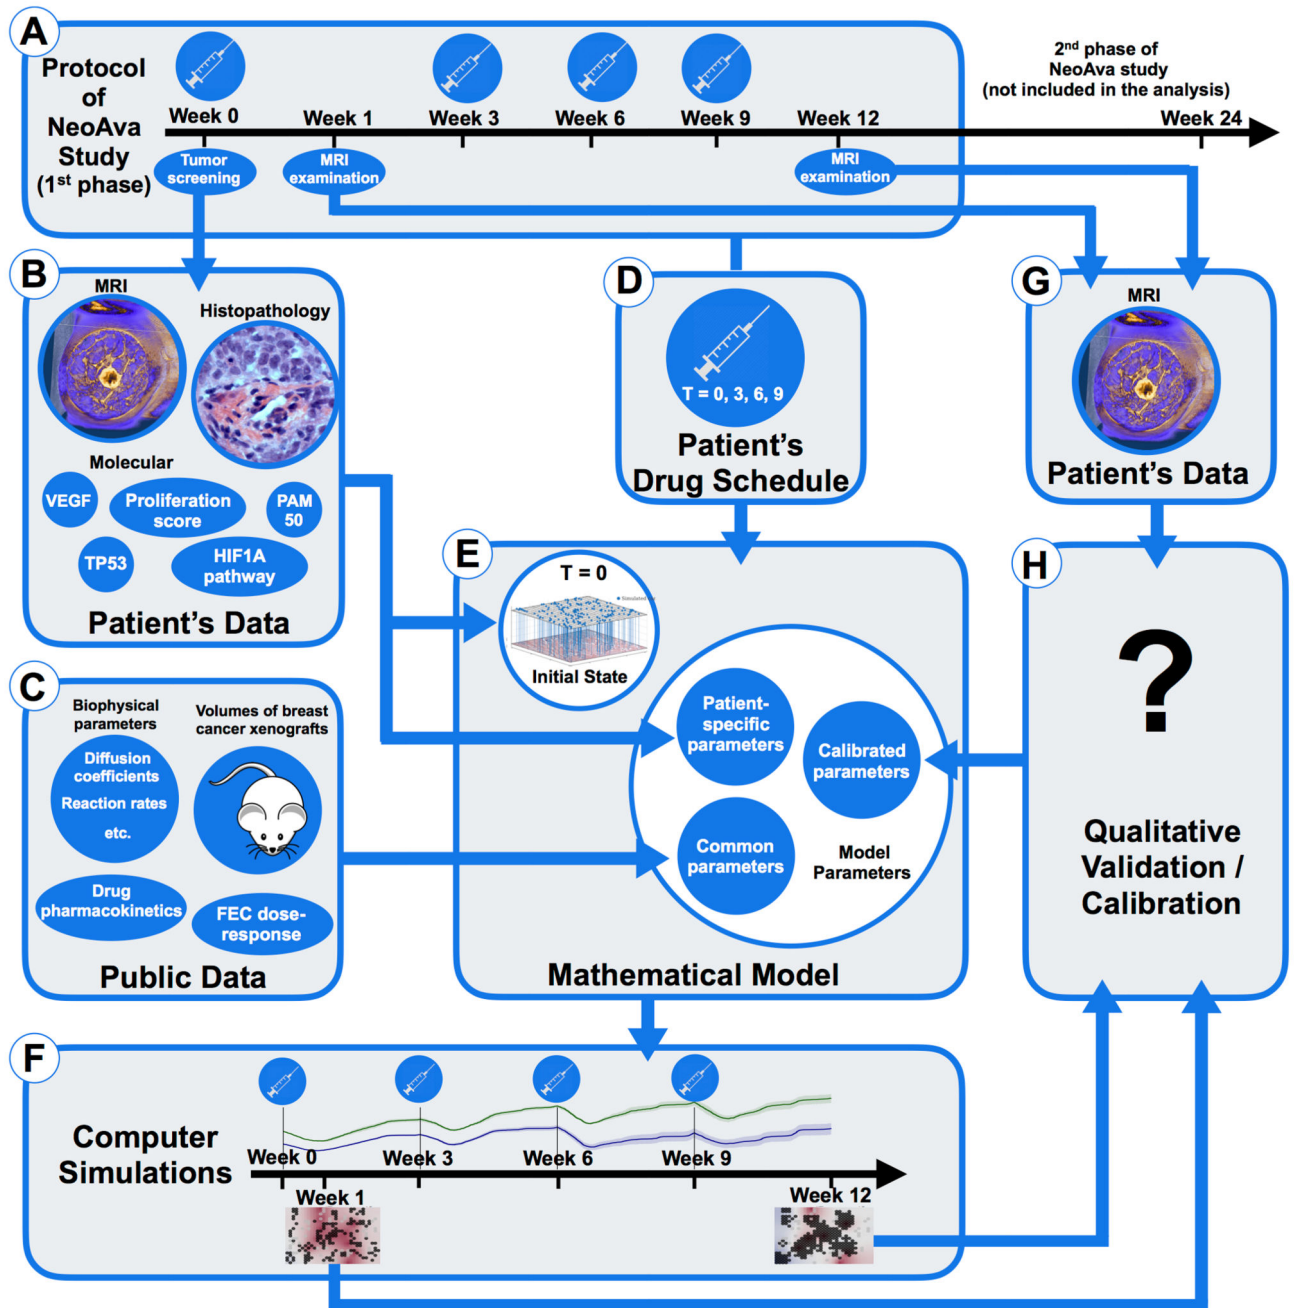 A
Protocol
of
NeoAva
Study
(1st phase)
Week 0
Week 1
Week 3
Week 6
Week 9
Week 12
Week 24
2nd phase of
NeoAva study
(not included in the analysis)
Tumor
screening
MRI
examination
MRI
examination
B
MRI
Histopathology
Molecular
VEGF
Proliferation
score
PAM
50
TP53
HIF1A
pathway
Patient's Data
D
T = 0, 3, 6, 9
Patient's
Drug Schedule
G
MRI
Patient's Data
C
Biophysical
parameters
Diffusion
coefficients
Reaction rates
etc.
Volumes of breast
cancer xenografts
Drug
pharmacokinetics
FEC dose-
response
Public Data
E
T = 0
Initial State
Patient-
specific
parameters
Calibrated
parameters
Common
parameters
Model
Parameters
Mathematical Model
H
?
Qualitative
Validation /
Calibration
F
Computer
Simulations
Week 0
Week 3
Week 6
Week 9
Week 1
Week 12